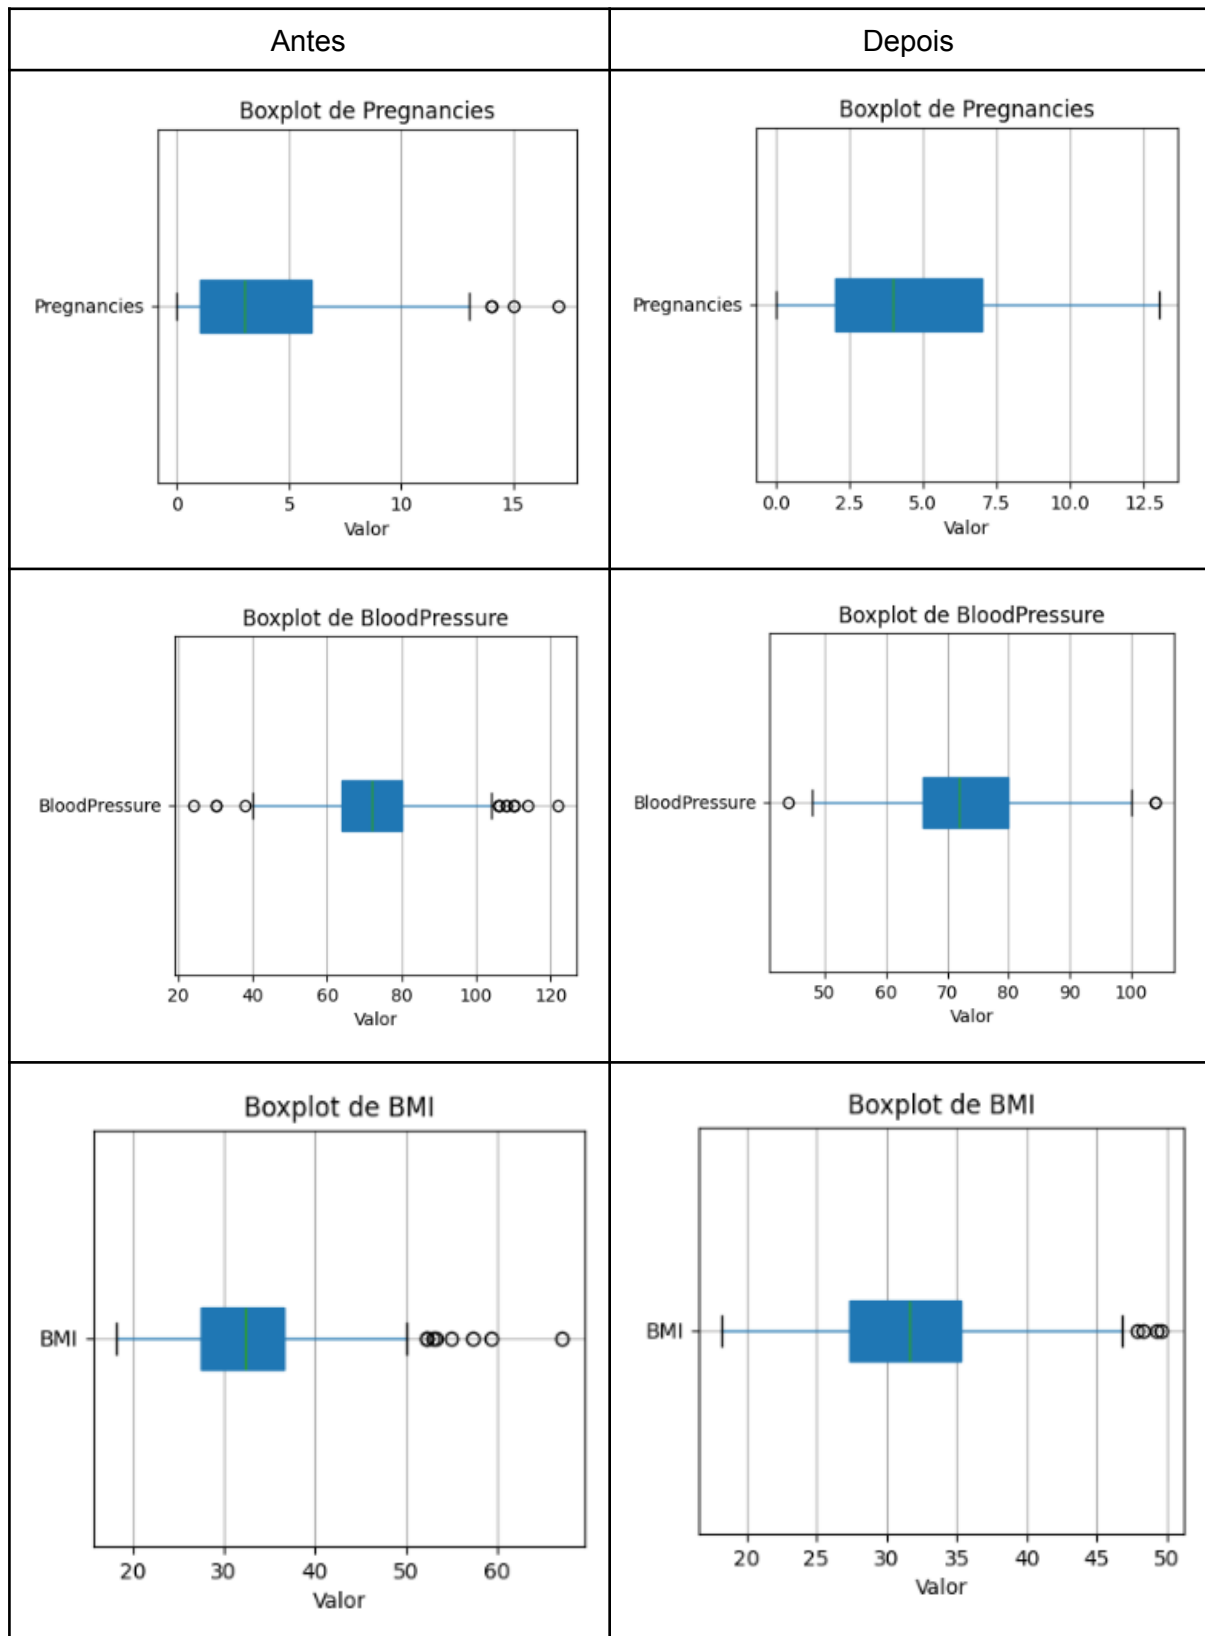 Antes
Depois
Boxplot de Pregnancies
Pregnancies
0 5 10 15
Valor
Boxplot de Pregnancies
Pregnancies
0.0 2.5 5.0 7.5 10.0 12.5
Valor
Boxplot de BloodPressure
BloodPressure
20 40 60 80 100 120
Valor
Boxplot de BloodPressure
BloodPressure
50 60 70 80 90 100
Valor
Boxplot de BMI
BMI
20 30 40 50 60
Valor
Boxplot de BMI
BMI
20 25 30 35 40 45 50
Valor